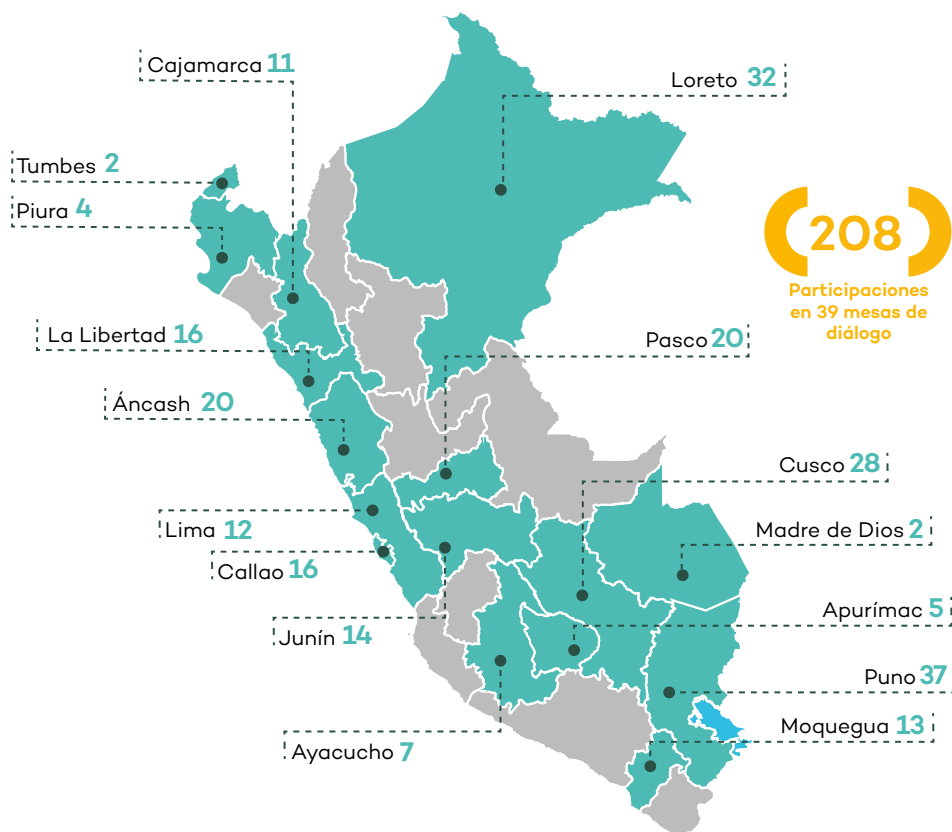 Cajamarca 11
Loreto 32
Tumbes 2
Piura 4
208
Participaciones
en 39 mesas de
diálogo
La Libertad 16
Pasco 20
Áncash 20
Cusco 28
Lima 12
Madre de Dios 2
Callao 16
Apurímac 5
Junín 14
Puno 37
Moquegua 13
Ayacucho 7